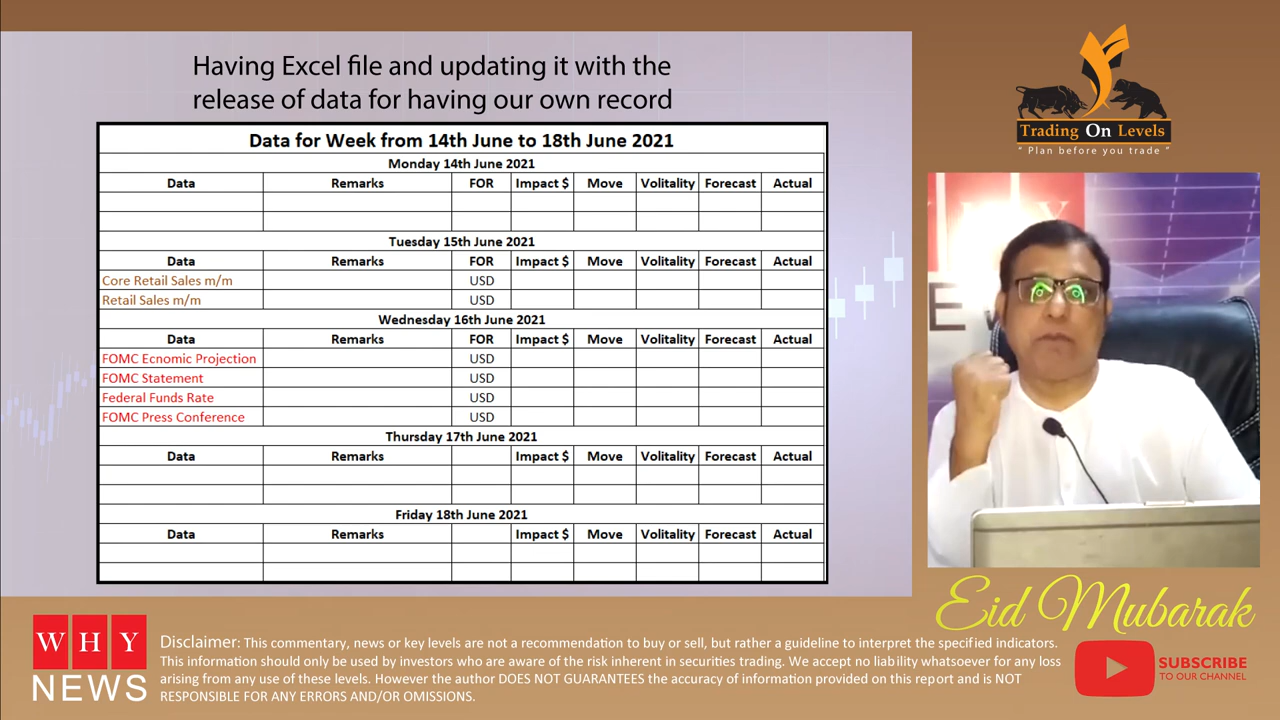 Having Excel file and updating it with the
release of data for having our own record
Data for Week from 14th June to 18th June 2021
Monday 14th June 2021
Data Remarks FOR Impact $ Move Volitality Forecast Actual
Tuesday 15th June 2021
Data Remarks FOR Impact $ Move Volitality Forecast Actual
Core Retail Sales m/m USD
Retail Sales m/m USD
Wednesday 16th June 2021
Data Remarks FOR Impact $ Move Volitality Forecast Actual
FOMC Ecnomic Projection USD
FOMC Statement USD
Federal Funds Rate USD
FOMC Press Conference USD
Thursday 17th June 2021
Data Remarks Impact $ Move Volitality Forecast Actual
Friday 18th June 2021
Data Remarks Impact $ Move Volitality Forecast Actual
Trading On Levels
" Plan before you trade "
Eid Mubarak
WHY
NEWS
Disclaimer: This commentary, news or key levels are not a recommendation to buy or sell, but rather a guideline to interpret the specified indicators.
This information should only be used by investors who are aware of the risk inherent in securities trading. We accept no liability whatsoever for any loss
arising from any use of these levels. However the author DOES NOT GUARANTEES the accuracy of information provided on this report and is NOT
RESPONSIBLE FOR ANY ERRORS AND/OR OMISSIONS.
SUBSCRIBE
TO OUR CHANNEL